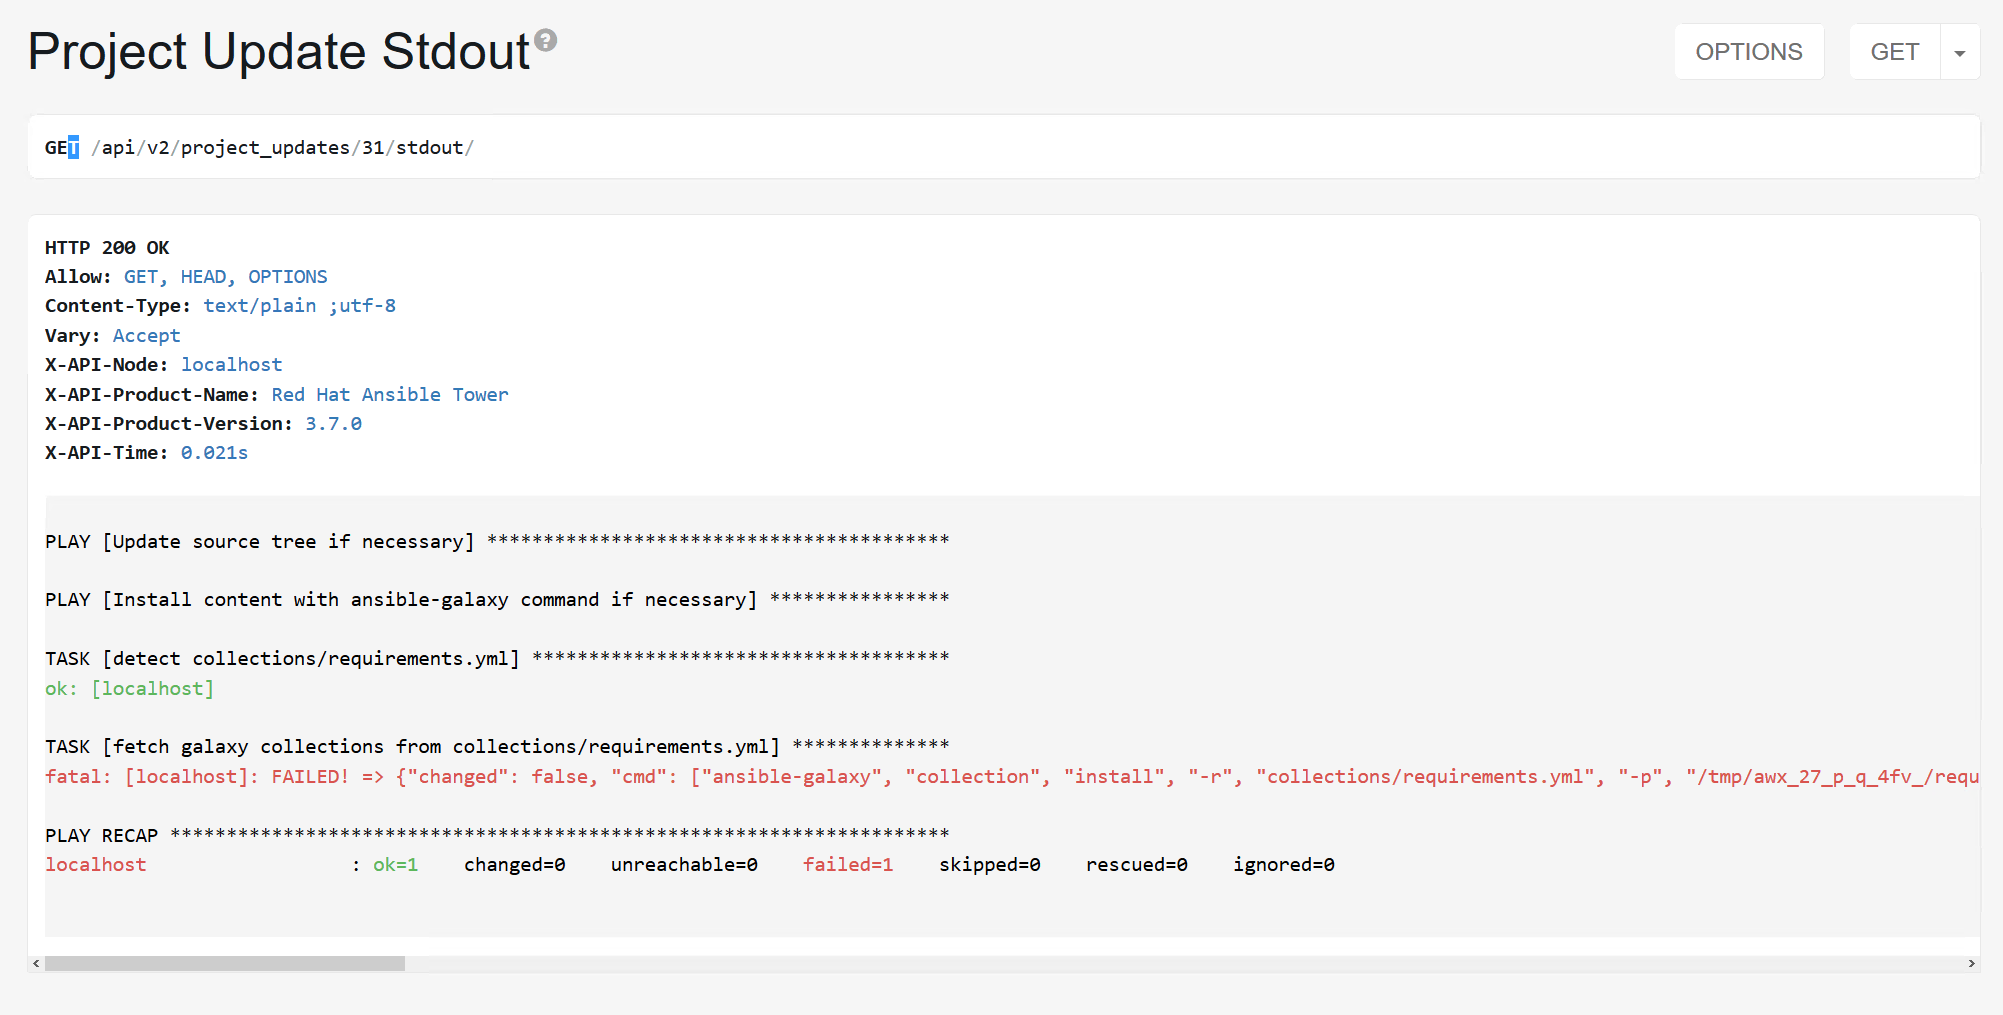 Project Update Stdout?
OPTIONS
GET
GET /api/v2/project_updates/31/stdout/
HTTP 200 OK
Allow: GET, HEAD, OPTIONS
Content-Type: text/plain ;utf-8
Vary: Accept
X-API-Node: localhost
X-API-Product-Name: Red Hat Ansible Tower
X-API-Product-Version: 3.7.0
X-API-Time: 0.021s
PLAY [Update source tree if necessary] *****************************************
PLAY [Install content with ansible-galaxy command if necessary] ****************
TASK [detect collections/requirements.yml] *************************************
ok: [localhost]
TASK [fetch galaxy collections from collections/requirements.yml] **************
fatal: [localhost]: FAILED! => {"changed": false, "cmd": ["ansible-galaxy", "collection", "install", "-r", "collections/requirements.yml", "-p", "/tmp/awx_27_p_q_4fv_/requ
PLAY RECAP *********************************************************************
localhost : ok=1 changed=0 unreachable=0 failed=1 skipped=0 rescued=0 ignored=0